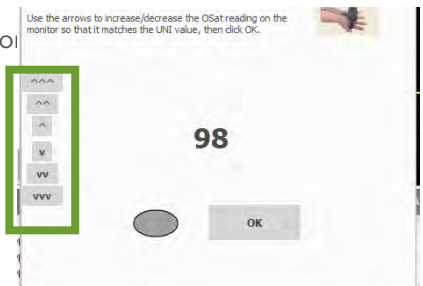 Use the arrows to increase/decrease the OSat reading on the
monitor so that it matches the UNI value, then click OK.
^^^
^^
^
v
98
vv
vvv
OK